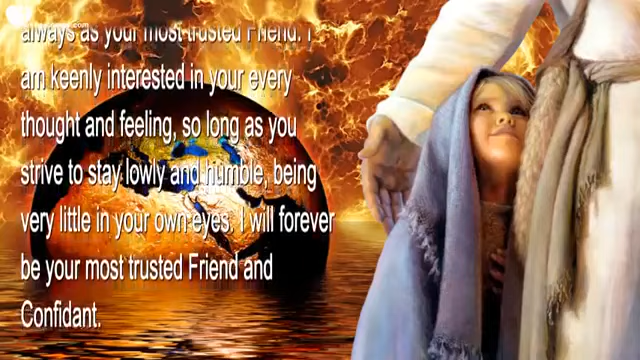 always as your most trusted Friend. I
am keenly interested in your every
thought and feeling, so long as you
strive to stay lowly and humble, being
very little in your own eyes. I will forever
be your most trusted Friend and
Confidant.